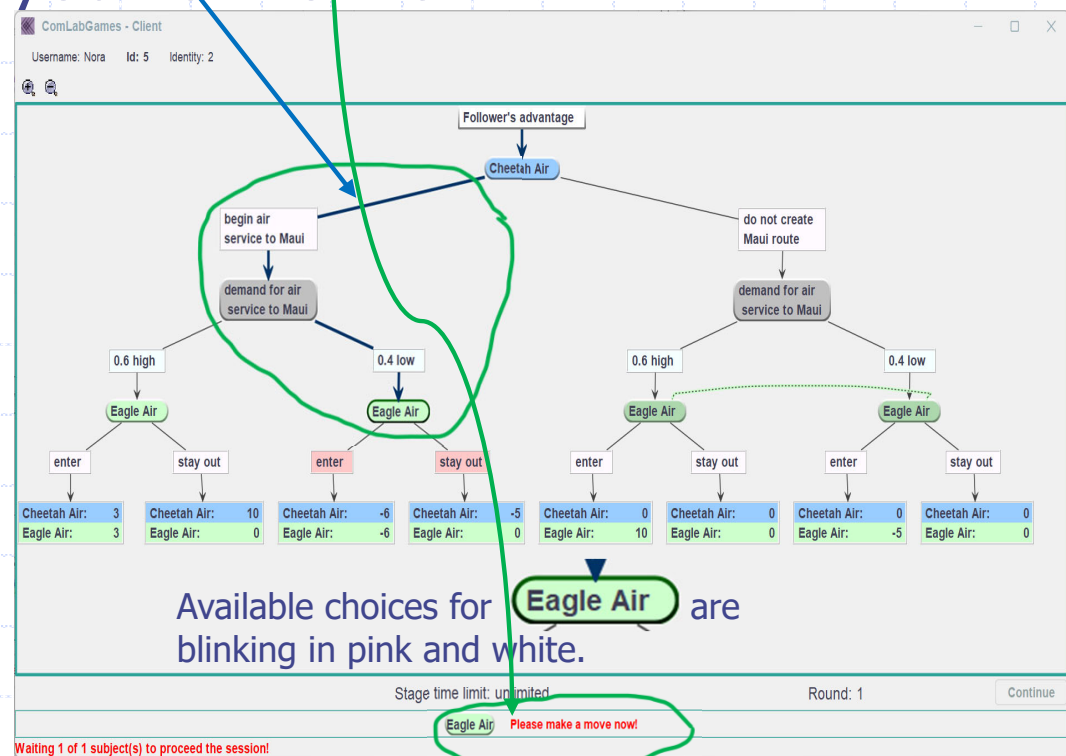 ComLabGames - Client
Username: Nora Id: 5 Identity: 2
Follower's advantage
Cheetah Air
begin air
service to Maui
do not create
Maui route
demand for air
service to Maui
demand for air
service to Maui
0.6 high
0.4 low
0.6 high
0.4 low
Eagle Air
Eagle Air
Eagle Air
Eagle Air
enter
stay out
enter
stay out
enter
stay out
enter
stay out
Cheetah Air: 3
Eagle Air: 3
Cheetah Air: 10
Eagle Air: 0
Cheetah Air: -6
Eagle Air: -6
Cheetah Air: -5
Eagle Air: 0
Cheetah Air: 0
Eagle Air: 10
Cheetah Air: 0
Eagle Air: 0
Cheetah Air: 0
Eagle Air: -5
Cheetah Air: 0
Eagle Air: 0
Available choices for Eagle Air are
blinking in pink and white.
Stage time limit: unlimited Round: 1 Continue
Eagle Air Please make a move now!
Waiting 1 of 1 subject(s) to proceed the session!